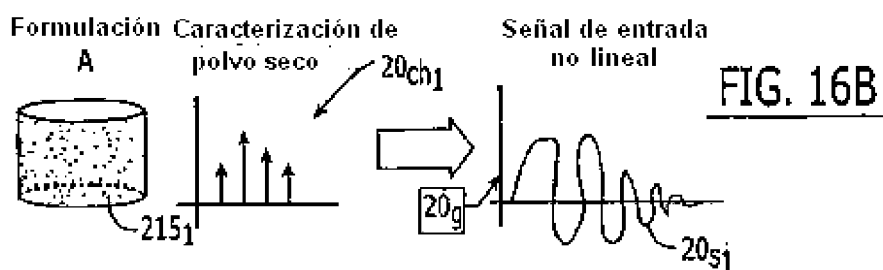 Formulación
A
Caracterización de
polvo seco
20ch1
Señal de entrada
no lineal
FIG. 16B
2151
20g
20s1